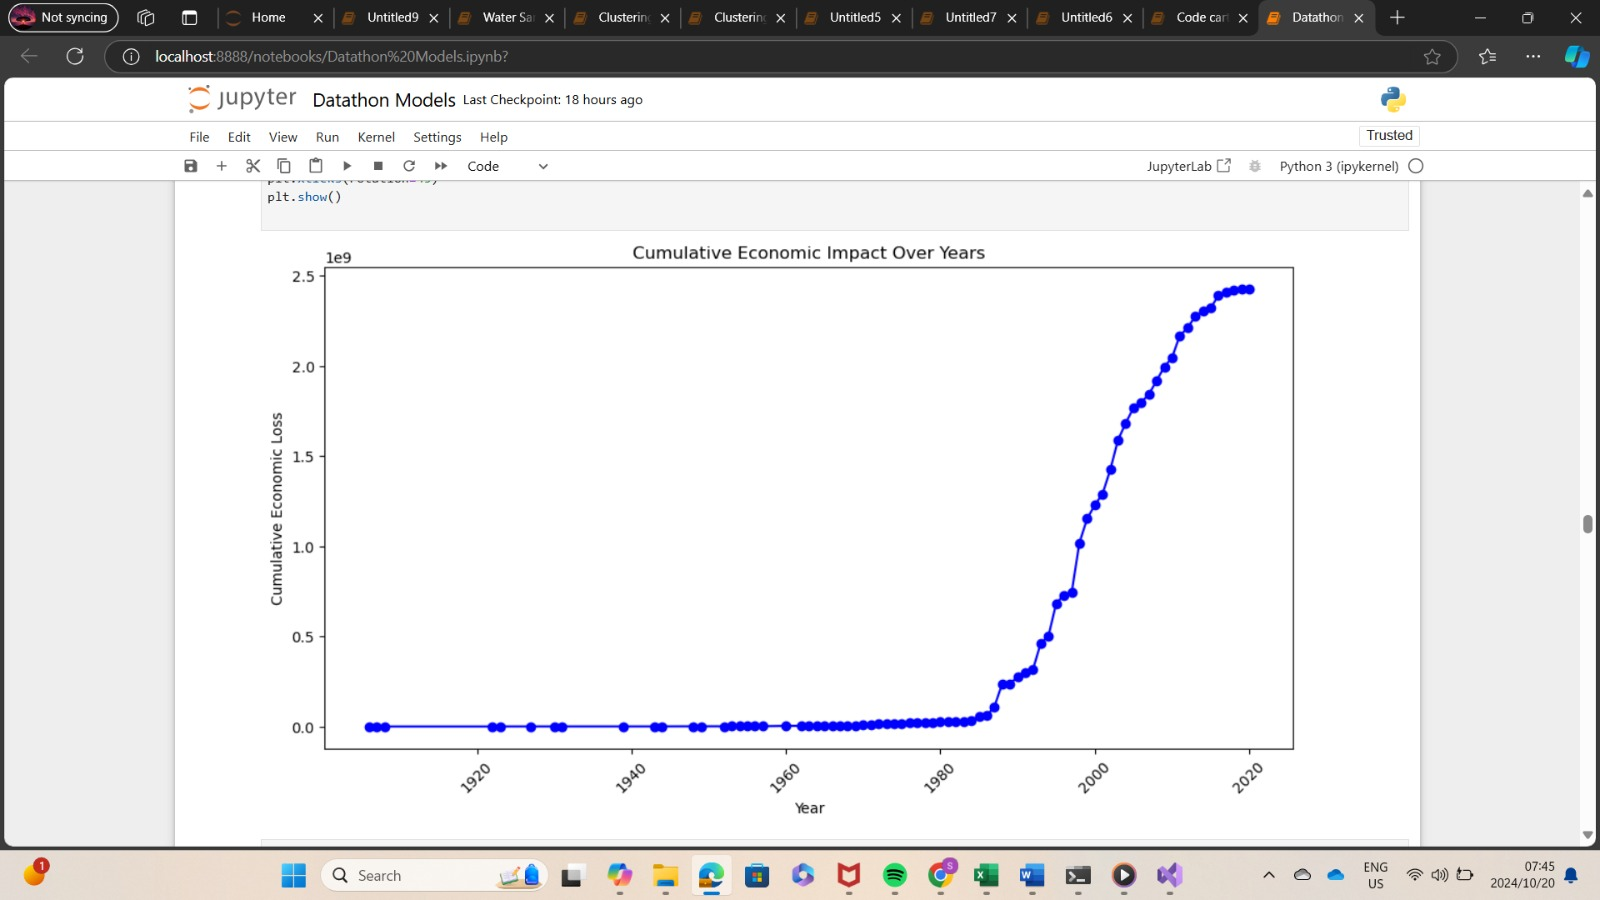 Not syncing
Home
Untitled9
Water Sa
Clustering
Clustering
Untitled5
Untitled7
Untitled6
Code car
Datathon
localhost:8888/notebooks/Datathon%20Models.ipynb?
jupyter Datathon Models Last Checkpoint: 18 hours ago
File Edit View Run Kernel Settings Help
Trusted
Code
JupyterLab
Python 3 (ipykernel)
plt.show()
Cumulative Economic Impact Over Years
1e9
2.5
2.0
1.5
1.0
0.5
0.0
Cumulative Economic Loss
1920 1940 1960 1980 2000 2020
Year
1
Search
S
ENG
US
07:45
2024/10/20